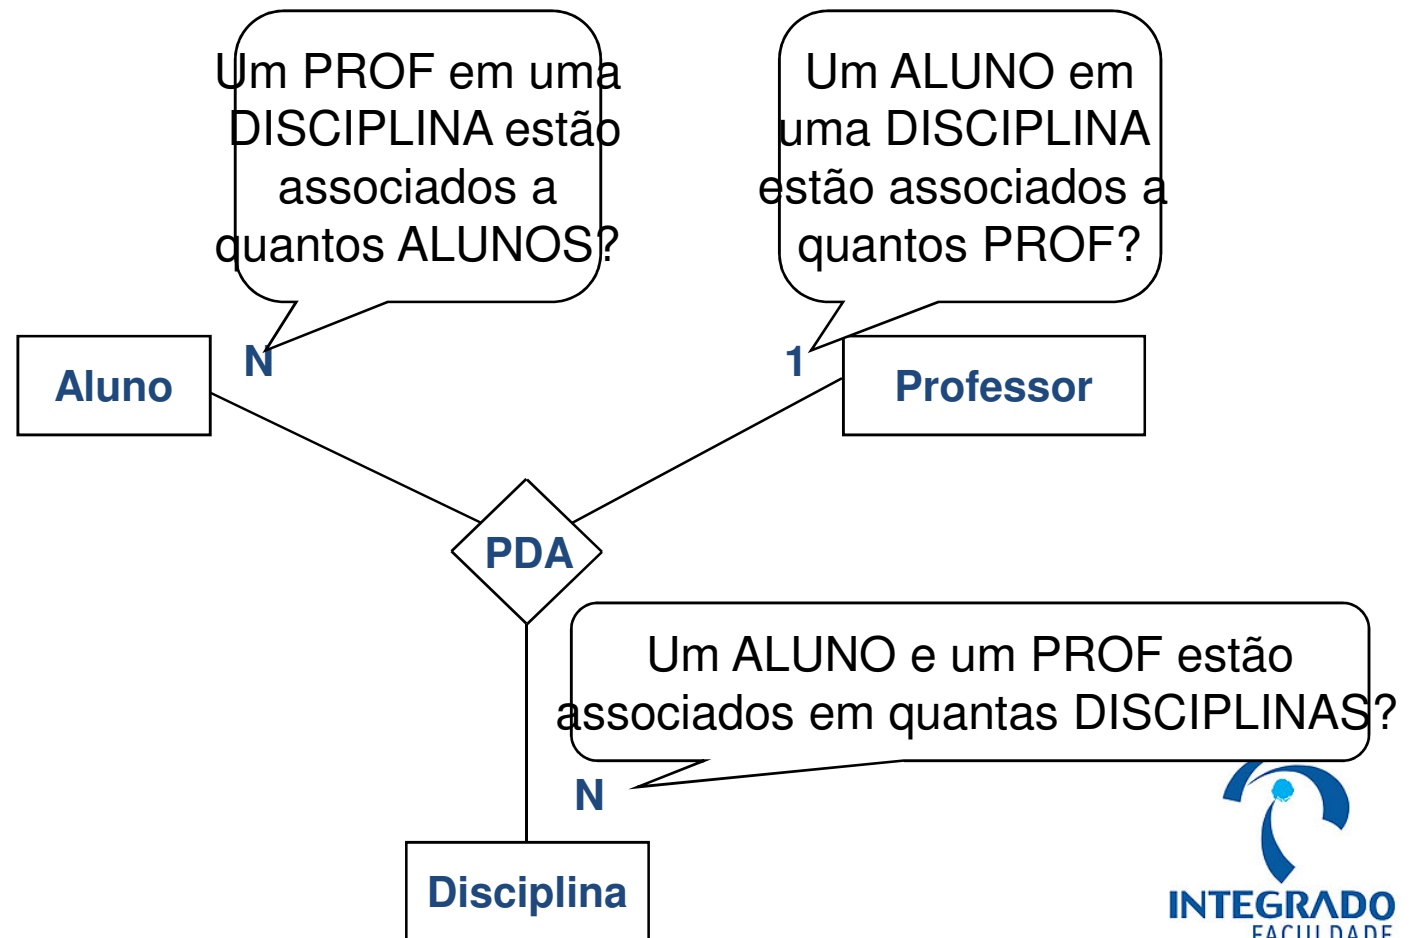 Um PROF em uma
DISCIPLINA estão
associados a
quantos ALUNOS?
Um ALUNO em
uma DISCIPLINA
estão associados a
quantos PROF?
N
1
Aluno
Professor
PDA
Um ALUNO e um PROF estão
associados em quantas DISCIPLINAS?
N
Disciplina
INTEGRADO
FACULDADE